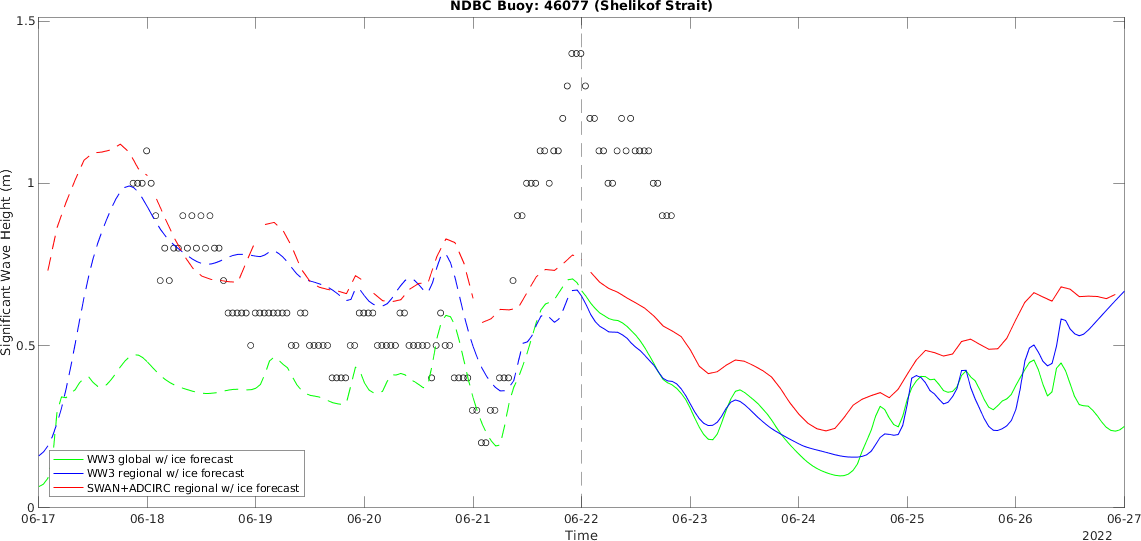 NDBC Buoy: 46077 (Shelikof Strait)
1.5
1
0.5
0
Significant Wave Height (m)
WW3 global w/ ice forecast
WW3 regional w/ ice forecast
SWAN+ADCIRC regional w/ ice forecast
06-17 06-18 06-19 06-20 06-21 06-22 06-23 06-24 06-25 06-26 06-27
Time
2022